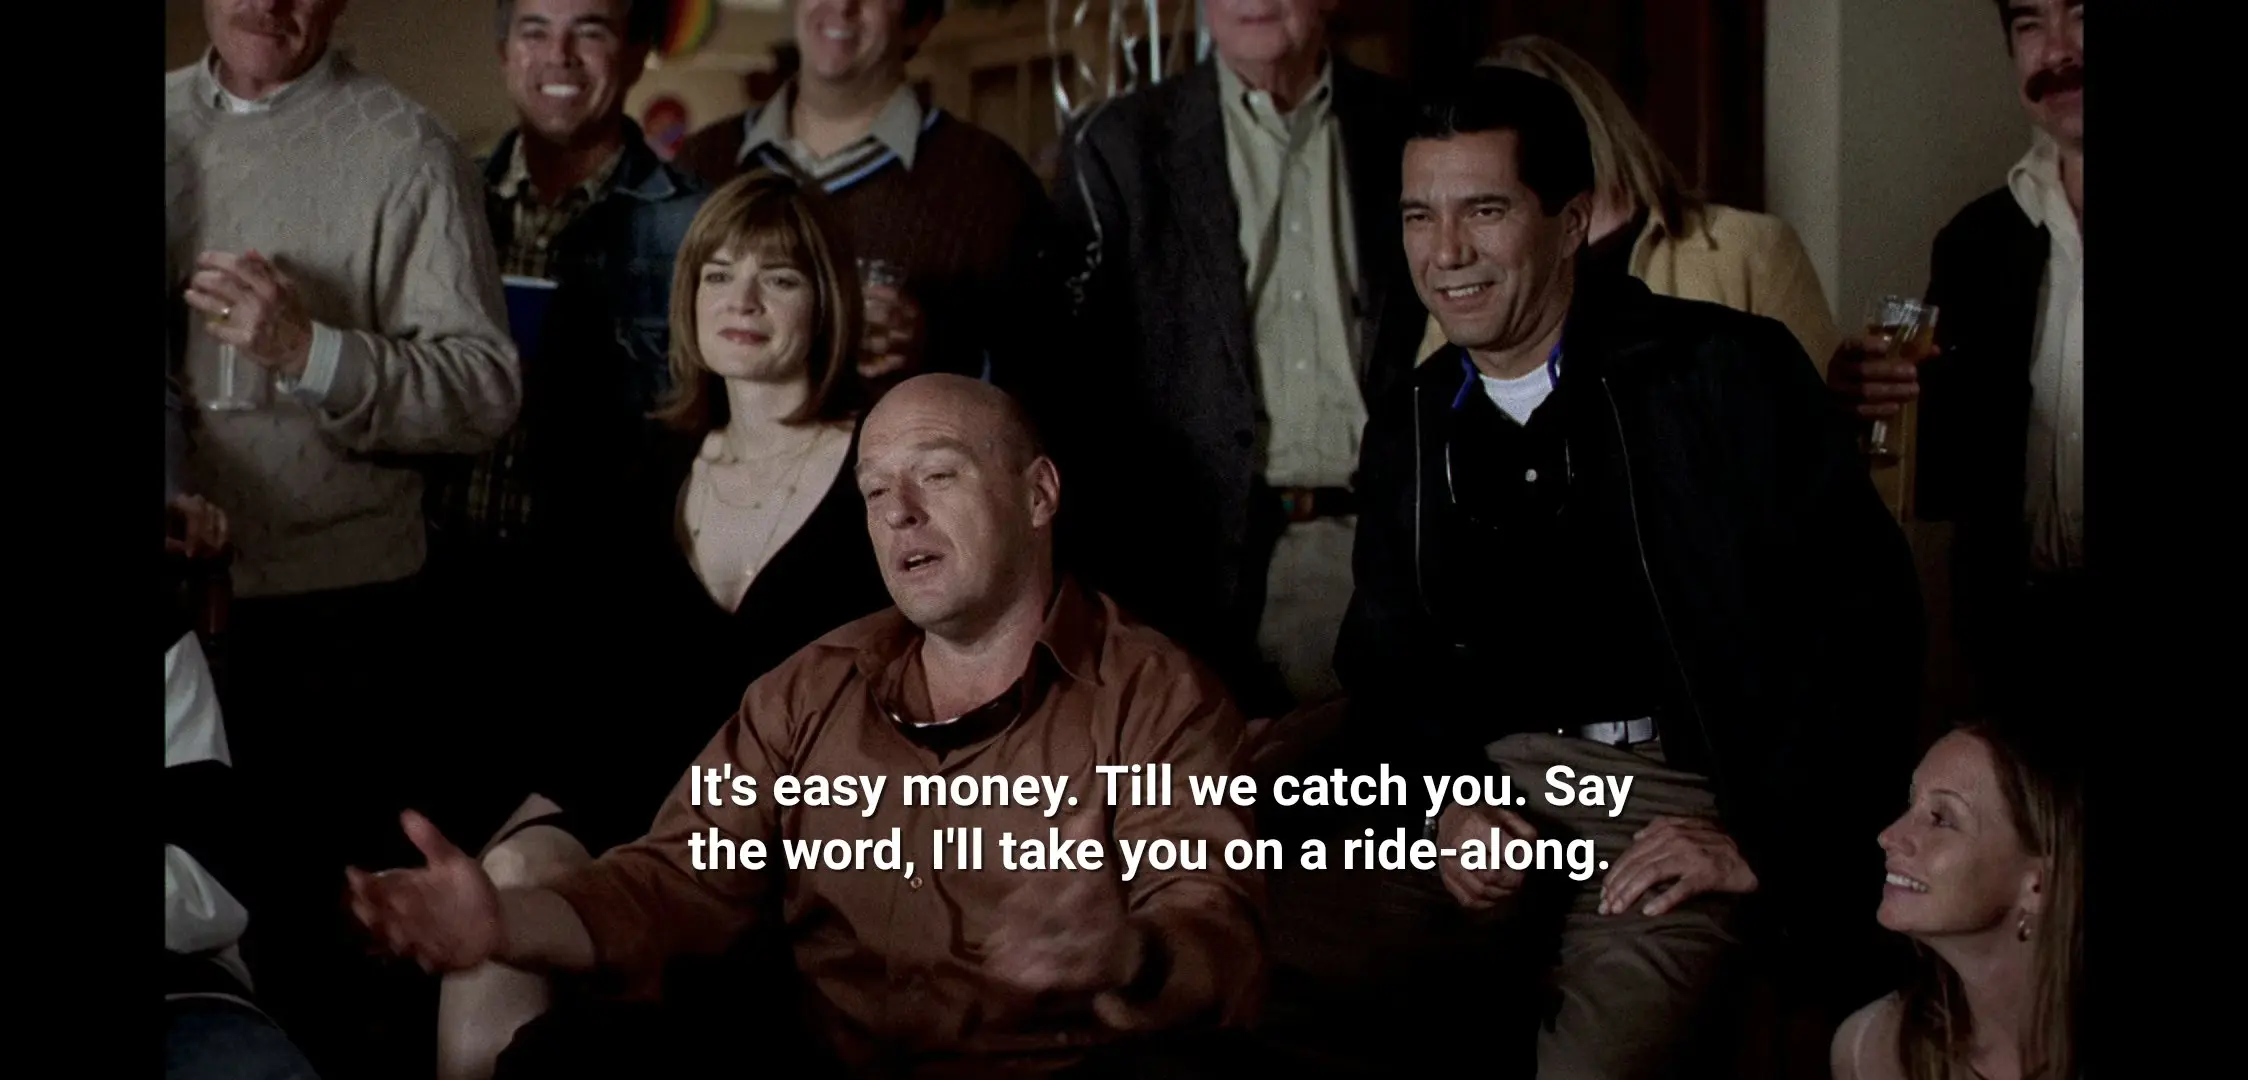 It's easy money. Till we catch you. Say
the word, I'll take you on a ride-along.